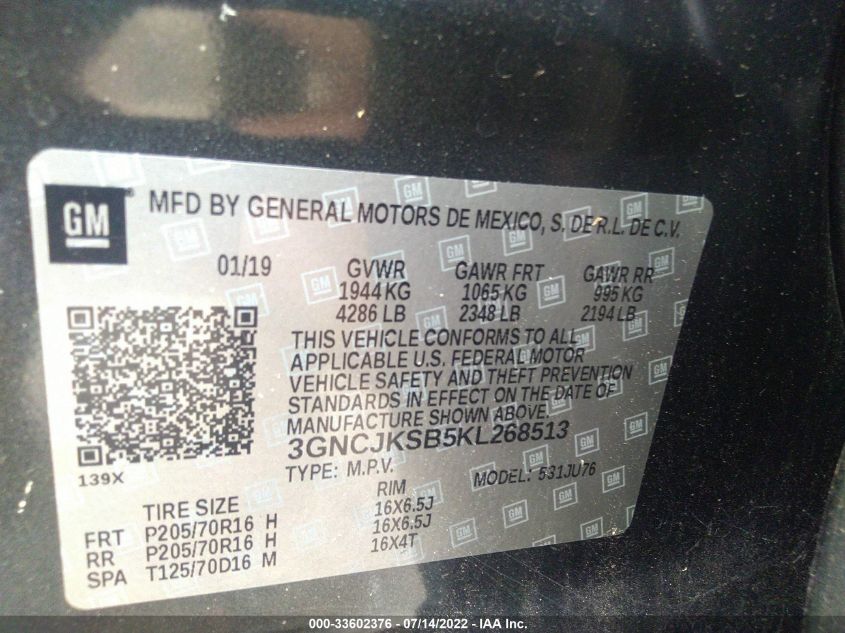 GM
MFD BY GENERAL MOTORS DE MEXICO, S. DE R.L. DE C.V.
01/19 GVWR GAWR FRT GAWR RR
1944 KG 1065 KG 995 KG
4286 LB 2348 LB 2194 LB
THIS VEHICLE CONFORMS TO ALL
APPLICABLE U.S. FEDERAL MOTOR
VEHICLE SAFETY AND THEFT PREVENTION
STANDARDS IN EFFECT ON THE DATE OF
MANUFACTURE SHOWN ABOVE.
3GNCJKSB5KL268513
139X
TYPE: M.P.V. MODEL: 531JU76
TIRE SIZE RIM
FRT P205/70R16 H 16X6.5J
RR P205/70R16 H 16X6.5J
SPA T125/70D16 M 16X4T
000-33602376 - 07/14/2022 - IAA Inc.